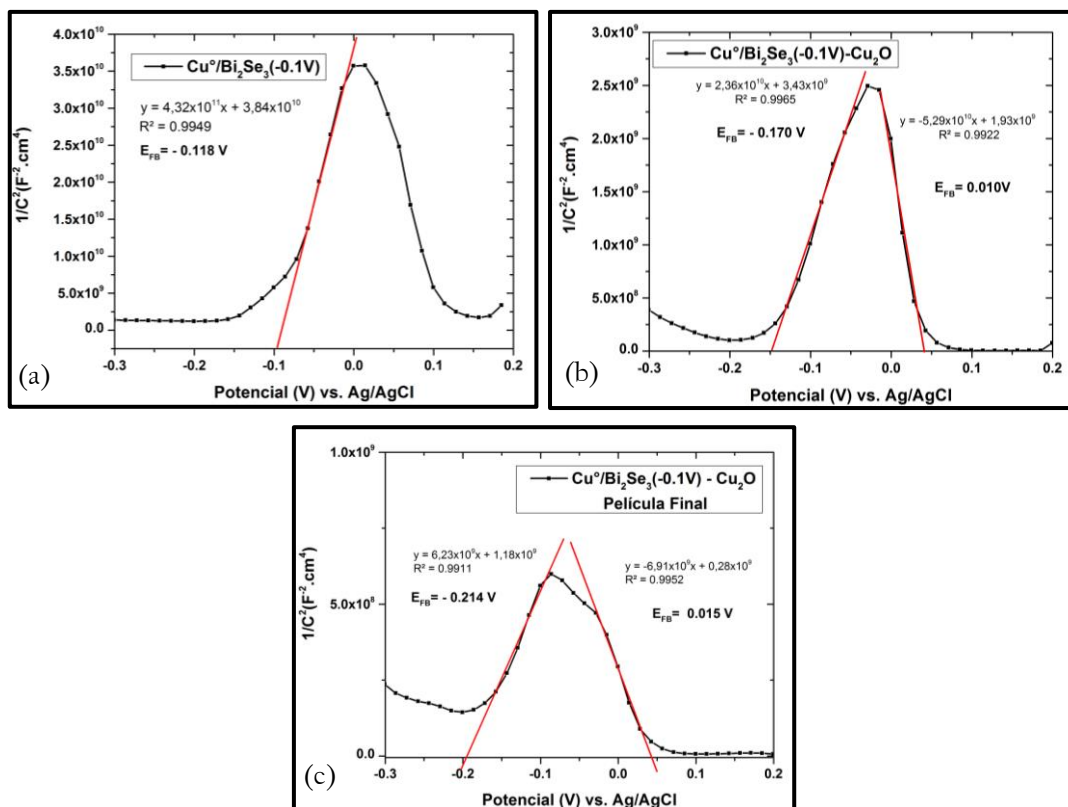 4.0x10¹⁰
3.5x10¹⁰
3.0x10¹⁰
2.5x10¹⁰
2.0x10¹⁰
1.5x10¹⁰
1.0x10¹⁰
5.0x10⁹
0.0
1/C²(F⁻².cm⁴)
Cu°/Bi₂Se₃(-0.1V)
y = 4,32x10¹¹x + 3,84x10¹⁰
R² = 0.9949
E_FB= - 0.118 V
-0.3 -0.2 -0.1 0.0 0.1 0.2
Potencial (V) vs. Ag/AgCl
(a)
3.0x10⁹
2.5x10⁹
2.0x10⁹
1.5x10⁹
1.0x10⁹
5.0x10⁸
0.0
1/C²(F⁻².cm⁴)
Cu°/Bi₂Se₃(-0.1V)-Cu₂O
y = 2,36x10¹⁰x + 3,43x10⁹
R² = 0.9965
E_FB= - 0.170 V
y = -5,29x10¹⁰x + 1,93x10⁹
R² = 0.9922
E_FB= 0.010V
-0.3 -0.2 -0.1 0.0 0.1 0.2
Potencial (V) vs. Ag/AgCl
(b)
1.0x10⁹
5.0x10⁸
0.0
1/C²(F⁻².cm⁴)
Cu°/Bi₂Se₃(-0.1V) - Cu₂O
Película Final
y = 6,23x10⁹x + 1,18x10⁹
R² = 0.9911
E_FB= - 0.214 V
y = -6,91x10⁹x + 0,28x10⁹
R² = 0.9952
E_FB= 0.015 V
-0.3 -0.2 -0.1 0.0 0.1 0.2
Potencial (V) vs. Ag/AgCl
(c)